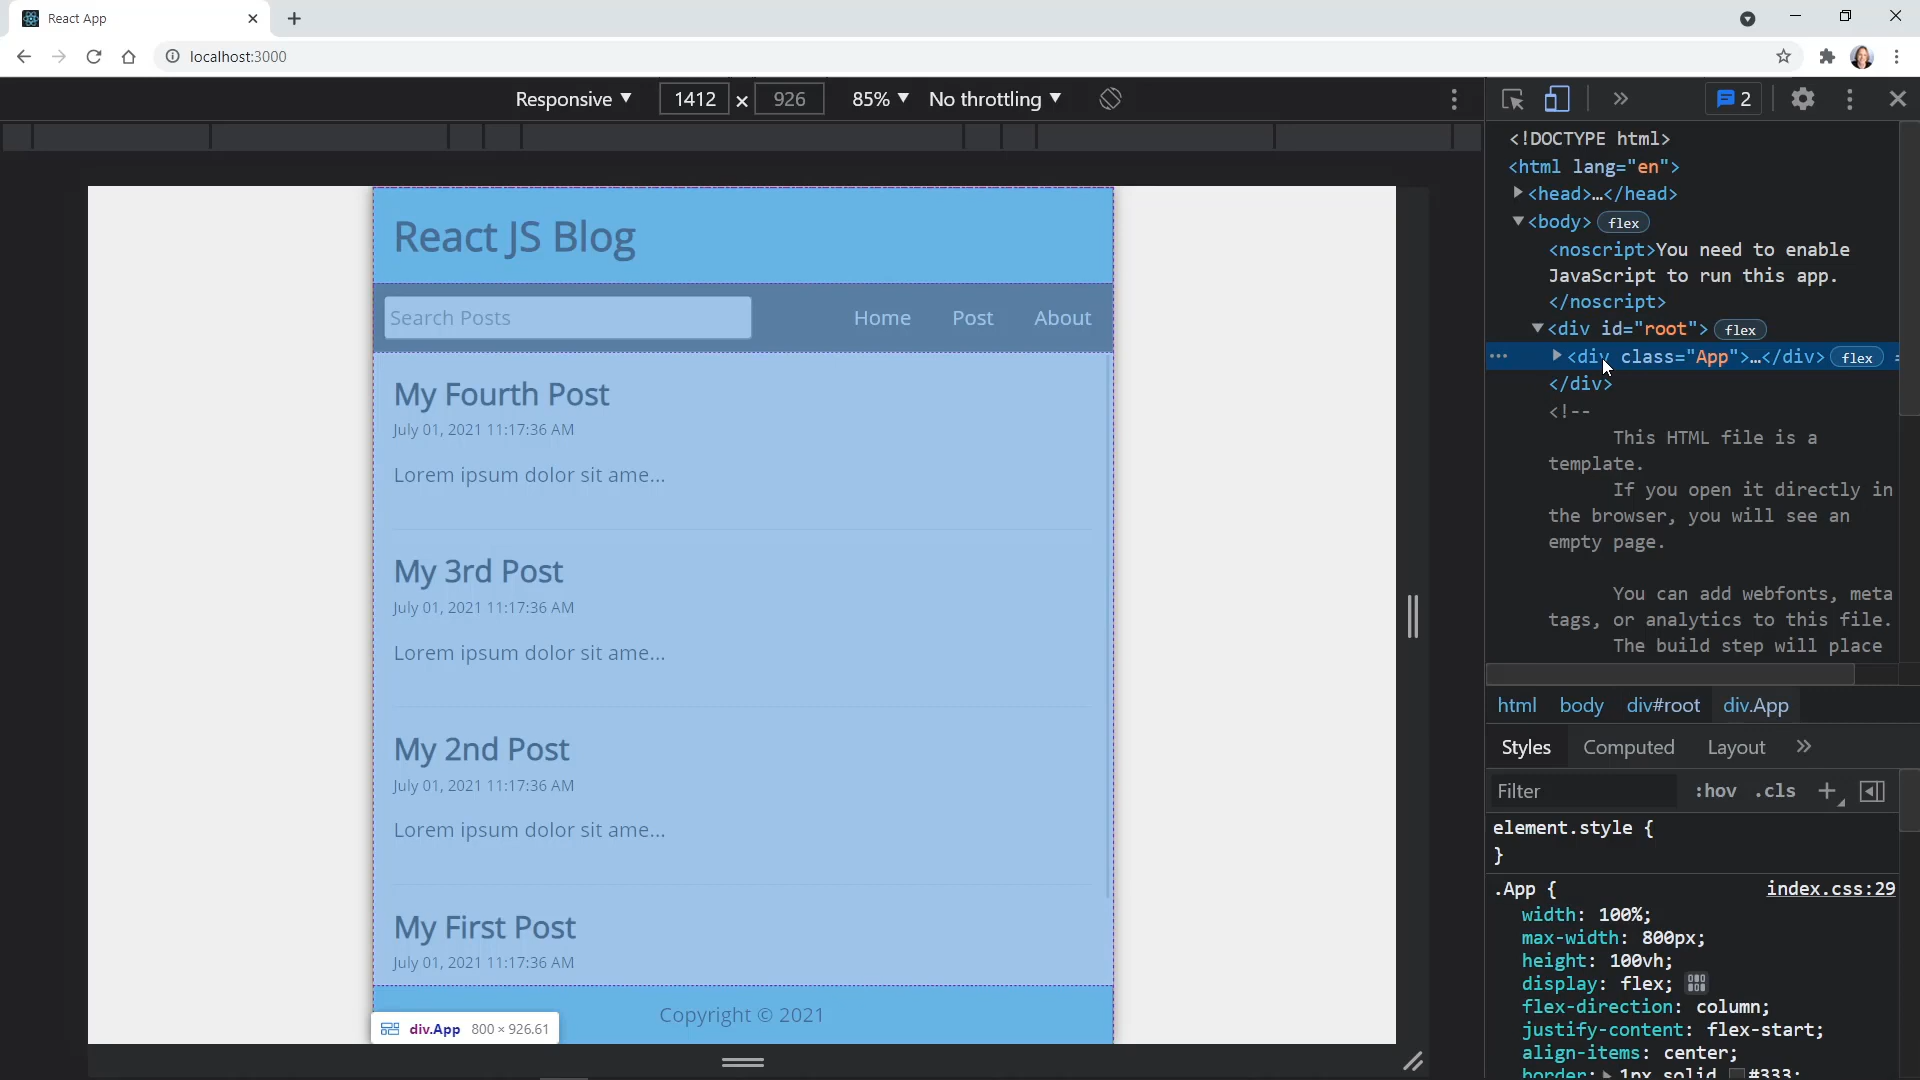 React App
localhost:3000
Responsive ▼ 1412 × 926 85% ▼ No throttling ▼
2
<!DOCTYPE html>
<html lang="en">
▶<head>…</head>
▼<body> flex
<noscript>You need to enable
JavaScript to run this app.
</noscript>
▼<div id="root"> flex
… ▶<div class="App">…</div> flex
</div>
<!--
This HTML file is a
template.
If you open it directly in
the browser, you will see an
empty page.
You can add webfonts, meta
tags, or analytics to this file.
The build step will place
html body div#root div.App
Styles Computed Layout »
Filter :hov .cls +
element.style {
}
.App { index.css:29
width: 100%;
max-width: 800px;
height: 100vh;
display: flex;
flex-direction: column;
justify-content: flex-start;
align-items: center;
border: ▶ 1px solid #333;
React JS Blog
Search Posts Home Post About
My Fourth Post
July 01, 2021 11:17:36 AM
Lorem ipsum dolor sit ame...
My 3rd Post
July 01, 2021 11:17:36 AM
Lorem ipsum dolor sit ame...
My 2nd Post
July 01, 2021 11:17:36 AM
Lorem ipsum dolor sit ame...
My First Post
July 01, 2021 11:17:36 AM
Copyright © 2021
div.App 800 × 926.61